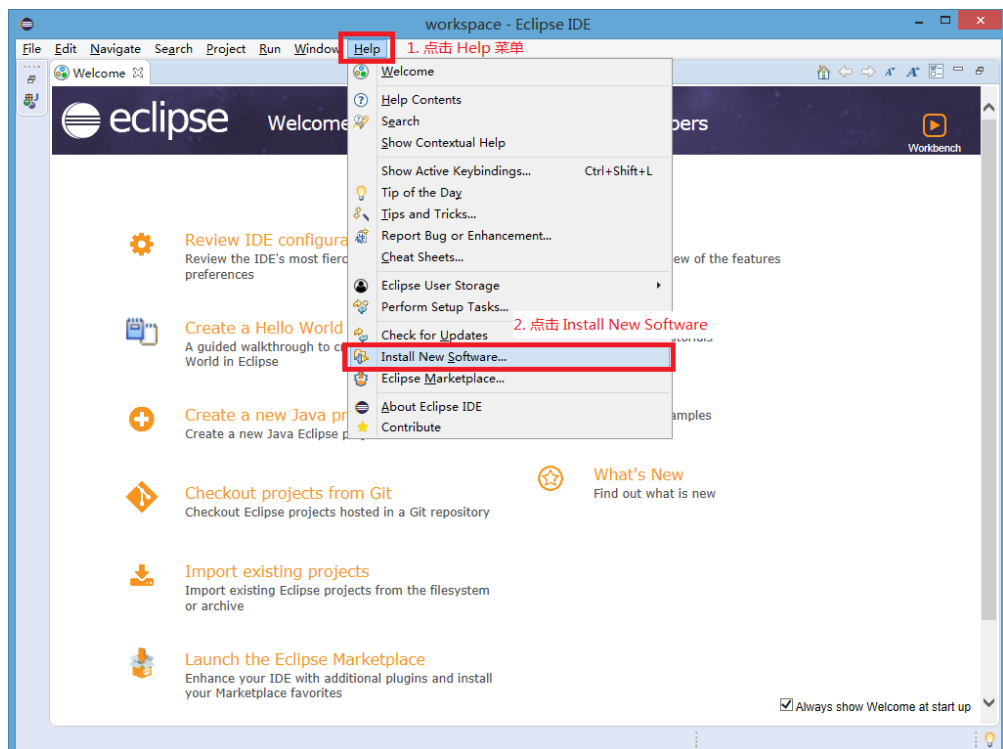 workspace - Eclipse IDE
File Edit Navigate Search Project Run Window Help 1. 点击 Help 菜单
Welcome
eclipse Welcome
Workbench
Welcome
Help Contents
Search
Show Contextual Help
Show Active Keybindings... Ctrl+Shift+L
Tip of the Day
Tips and Tricks...
Report Bug or Enhancement...
Cheat Sheets...
Eclipse User Storage
Perform Setup Tasks...
2. 点击 Install New Software
Check for Updates
Install New Software...
Eclipse Marketplace...
About Eclipse IDE
Contribute
Review IDE
Review the IDE's most
preferences
ew of the features
Create a Hello World
A guided walkthrough to
World in Eclipse
Create a new Java
Create a new Java Eclipse
Checkout projects from Git
Checkout Eclipse projects hosted in a Git repository
What's New
Find out what is new
Import existing projects
Import existing Eclipse projects from the filesystem
or archive
Launch the Eclipse Marketplace
Enhance your IDE with additional plugins and install
your Marketplace favorites
Always show Welcome at start up